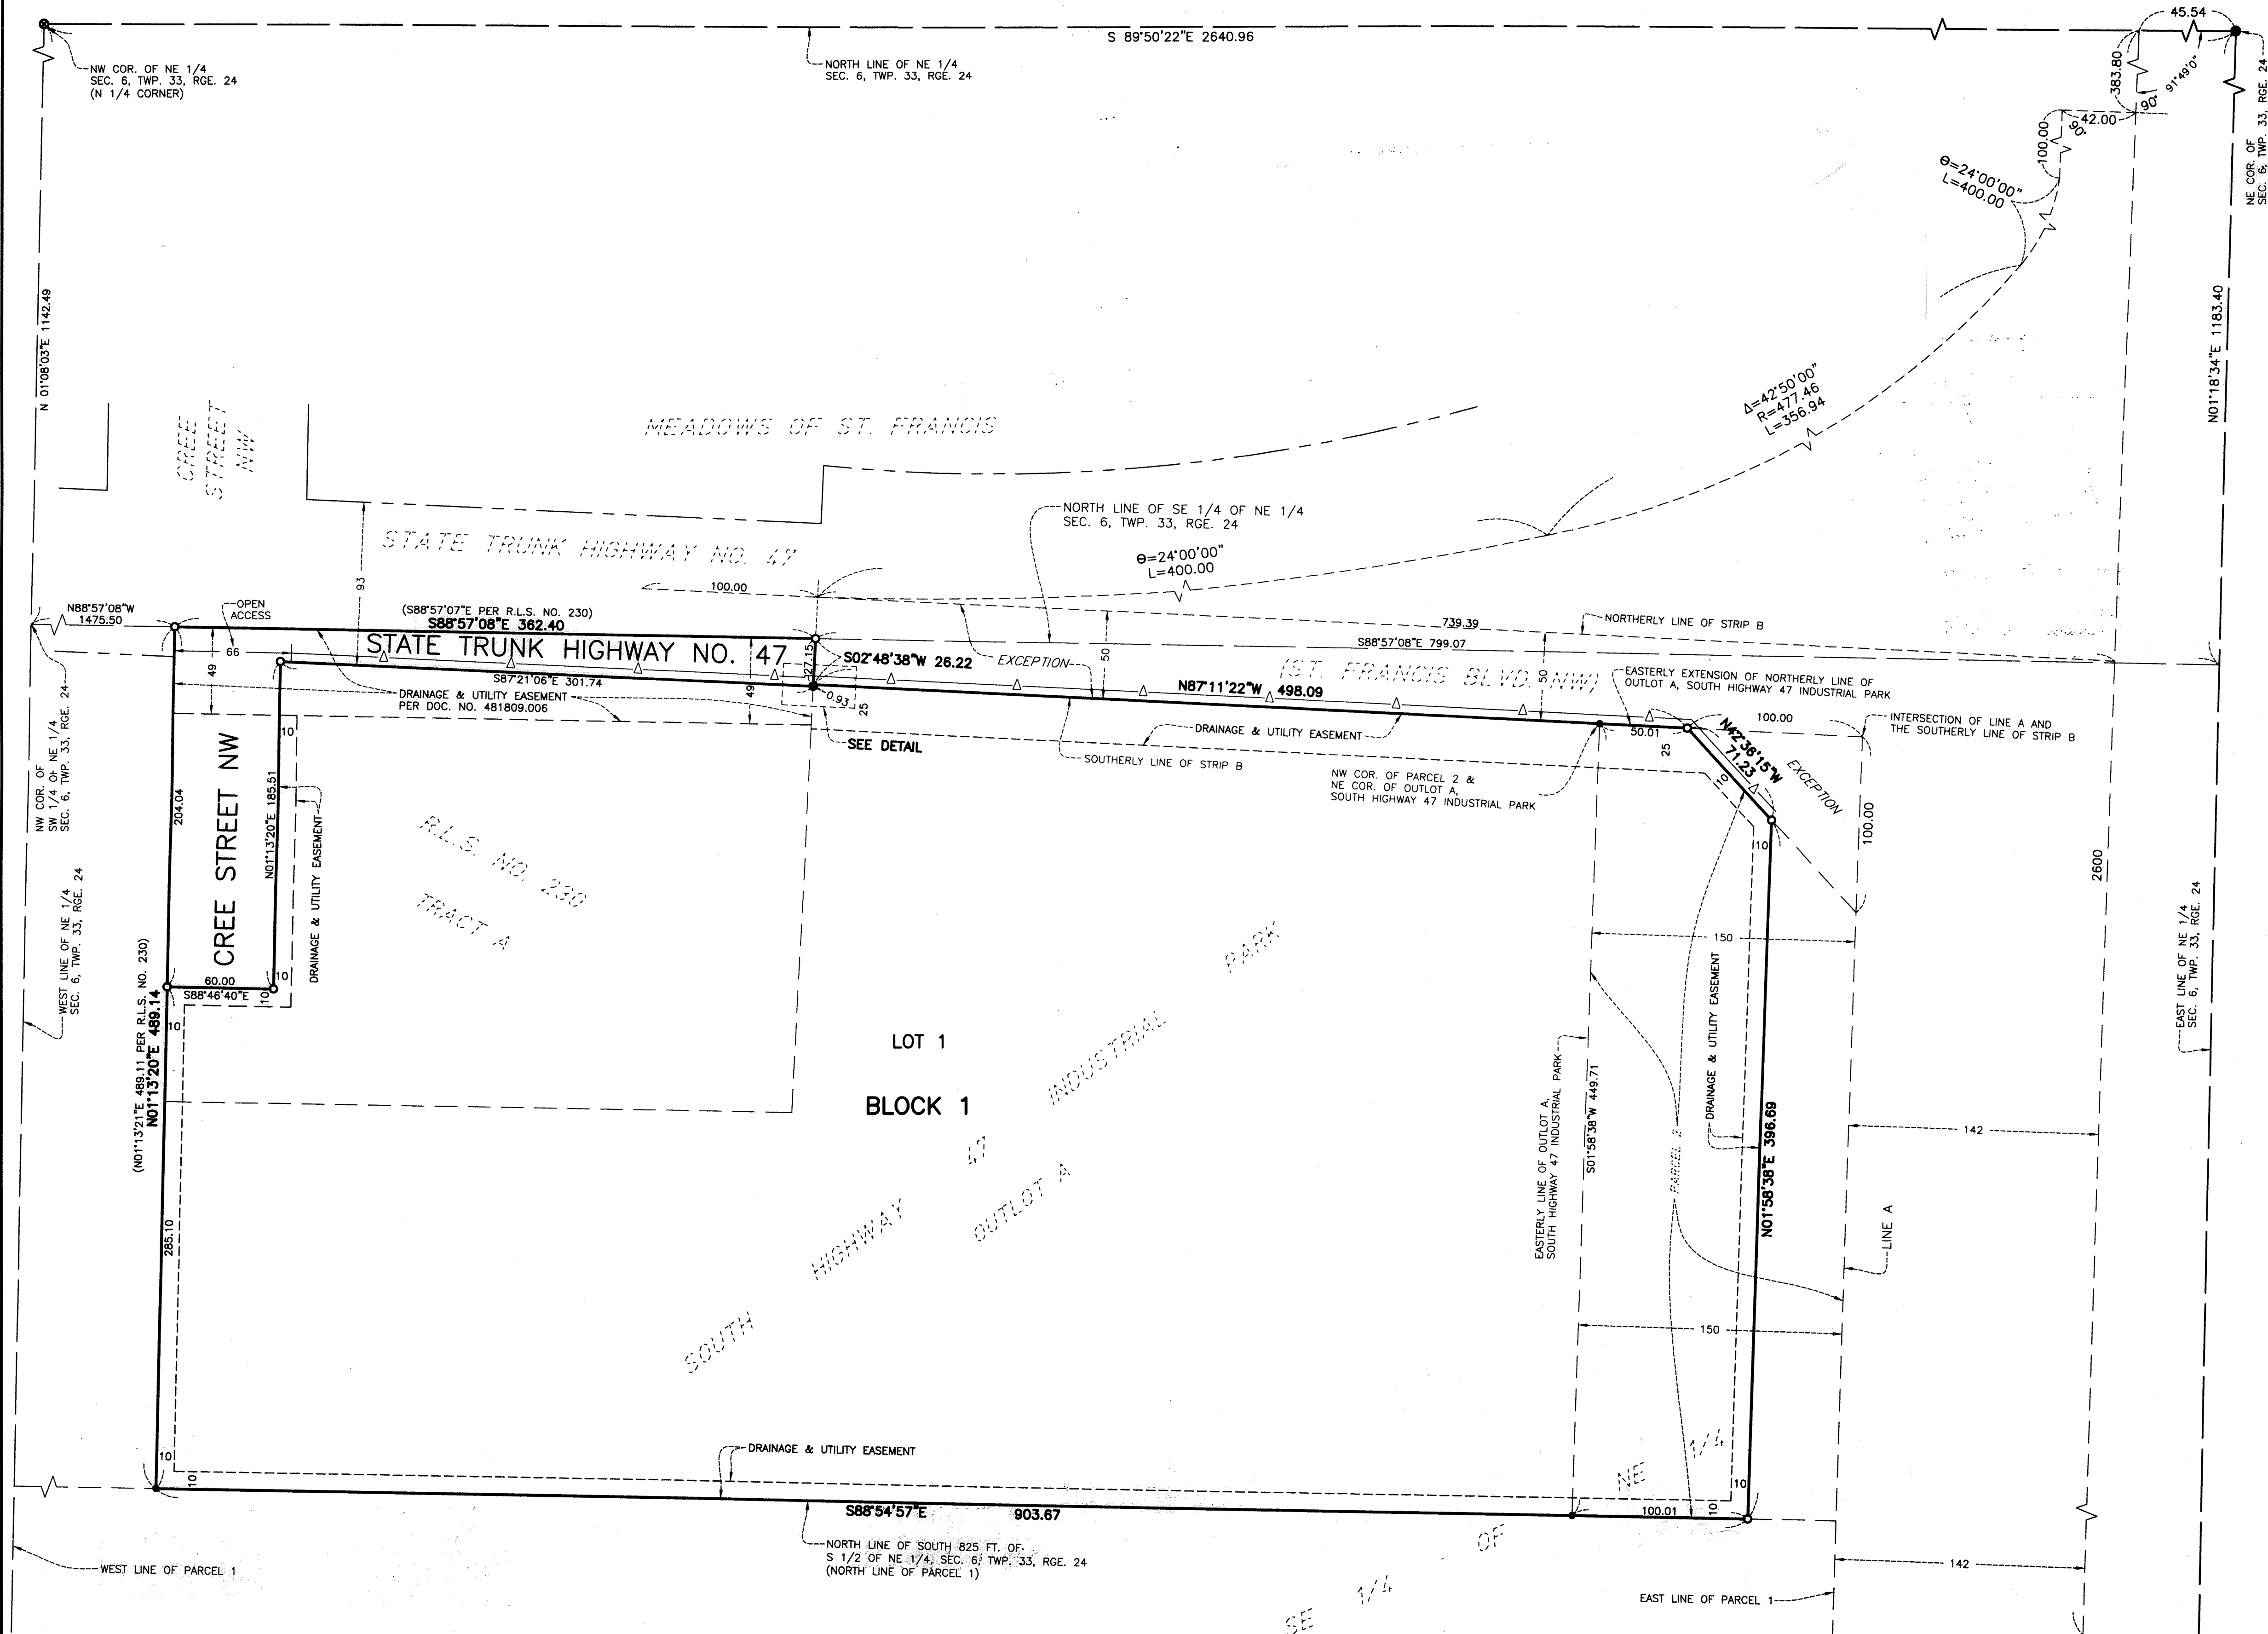 45.54
S 89°50'22"E 2640.96
NW COR. OF NE 1/4
SEC. 6, TWP. 33, RGE. 24
(N 1/4 CORNER)
NORTH LINE OF NE 1/4
SEC. 6, TWP. 33, RGE. 24
383.80
91°49'0"
90°
42.00
90°
100.00
NE COR. OF
SEC. 6, TWP. 33, RGE. 24
θ=24°00'00"
L=400.00
N 01°08'03"E 1142.49
N01°18'34"E 1183.40
Δ=42°50'00"
R=477.46
L=356.94
CREE
STREET
NW
MEADOWS OF ST. FRANCIS
NORTH LINE OF SE 1/4 OF NE 1/4
SEC. 6, TWP. 33, RGE. 24
STATE TRUNK HIGHWAY NO. 47
93
θ=24°00'00"
L=400.00
100.00
N88°57'08"W
1475.50
OPEN
ACCESS
(S88°57'07"E PER R.L.S. NO. 230)
S88°57'08"E 362.40
739.39
NORTHERLY LINE OF STRIP B
S88°57'08"E 799.07
66
49
STATE TRUNK HIGHWAY NO. 47
27.15
S02°48'38"W 26.22
EXCEPTION
50
50
(ST. FRANCIS BLVD. NW)
EASTERLY EXTENSION OF NORTHERLY LINE OF
OUTLOT A, SOUTH HIGHWAY 47 INDUSTRIAL PARK
S87°21'06"E 301.74
DRAINAGE & UTILITY EASEMENT
PER DOC. NO. 481809.006
49
0.93
25
N87°11'22"W 498.09
100.00
INTERSECTION OF LINE A AND
THE SOUTHERLY LINE OF STRIP B
10
SEE DETAIL
DRAINAGE & UTILITY EASEMENT
50.01
25
N42°36'15"W
71.23
EXCEPTION
SOUTHERLY LINE OF STRIP B
NW COR. OF PARCEL 2 &
NE COR. OF OUTLOT A,
SOUTH HIGHWAY 47 INDUSTRIAL PARK
10
100.00
NW COR. OF
SW 1/4 OF NE 1/4
SEC. 6, TWP. 33, RGE. 24
204.04
CREE STREET NW
N01°13'20"E 185.51
DRAINAGE & UTILITY EASEMENT
R.L.S. NO. 230
TRACT A
10
2600
WEST LINE OF NE 1/4
SEC. 6, TWP. 33, RGE. 24
EAST LINE OF NE 1/4
SEC. 6, TWP. 33, RGE. 24
150
60.00
S88°46'40"E
10
10
10
(N01°13'21"E 489.11 PER R.L.S. NO. 230)
N01°13'20"E 489.14
LOT 1
BLOCK 1
SOUTH
HIGHWAY
47
INDUSTRIAL
PARK
OUTLOT A
EASTERLY LINE OF OUTLOT A,
SOUTH HIGHWAY 47 INDUSTRIAL PARK
S01°58'38"W 449.71
PARCEL 2
DRAINAGE & UTILITY EASEMENT
N01°58'38"E 396.69
142
LINE A
285.10
150
10
10
DRAINAGE & UTILITY EASEMENT
S88°54'57"E 903.67
100.01
10
10
NORTH LINE OF SOUTH 825 FT. OF
S 1/2 OF NE 1/4, SEC. 6, TWP. 33, RGE. 24
(NORTH LINE OF PARCEL 1)
WEST LINE OF PARCEL 1
SE 1/4
OF
NE 1/4
142
EAST LINE OF PARCEL 1